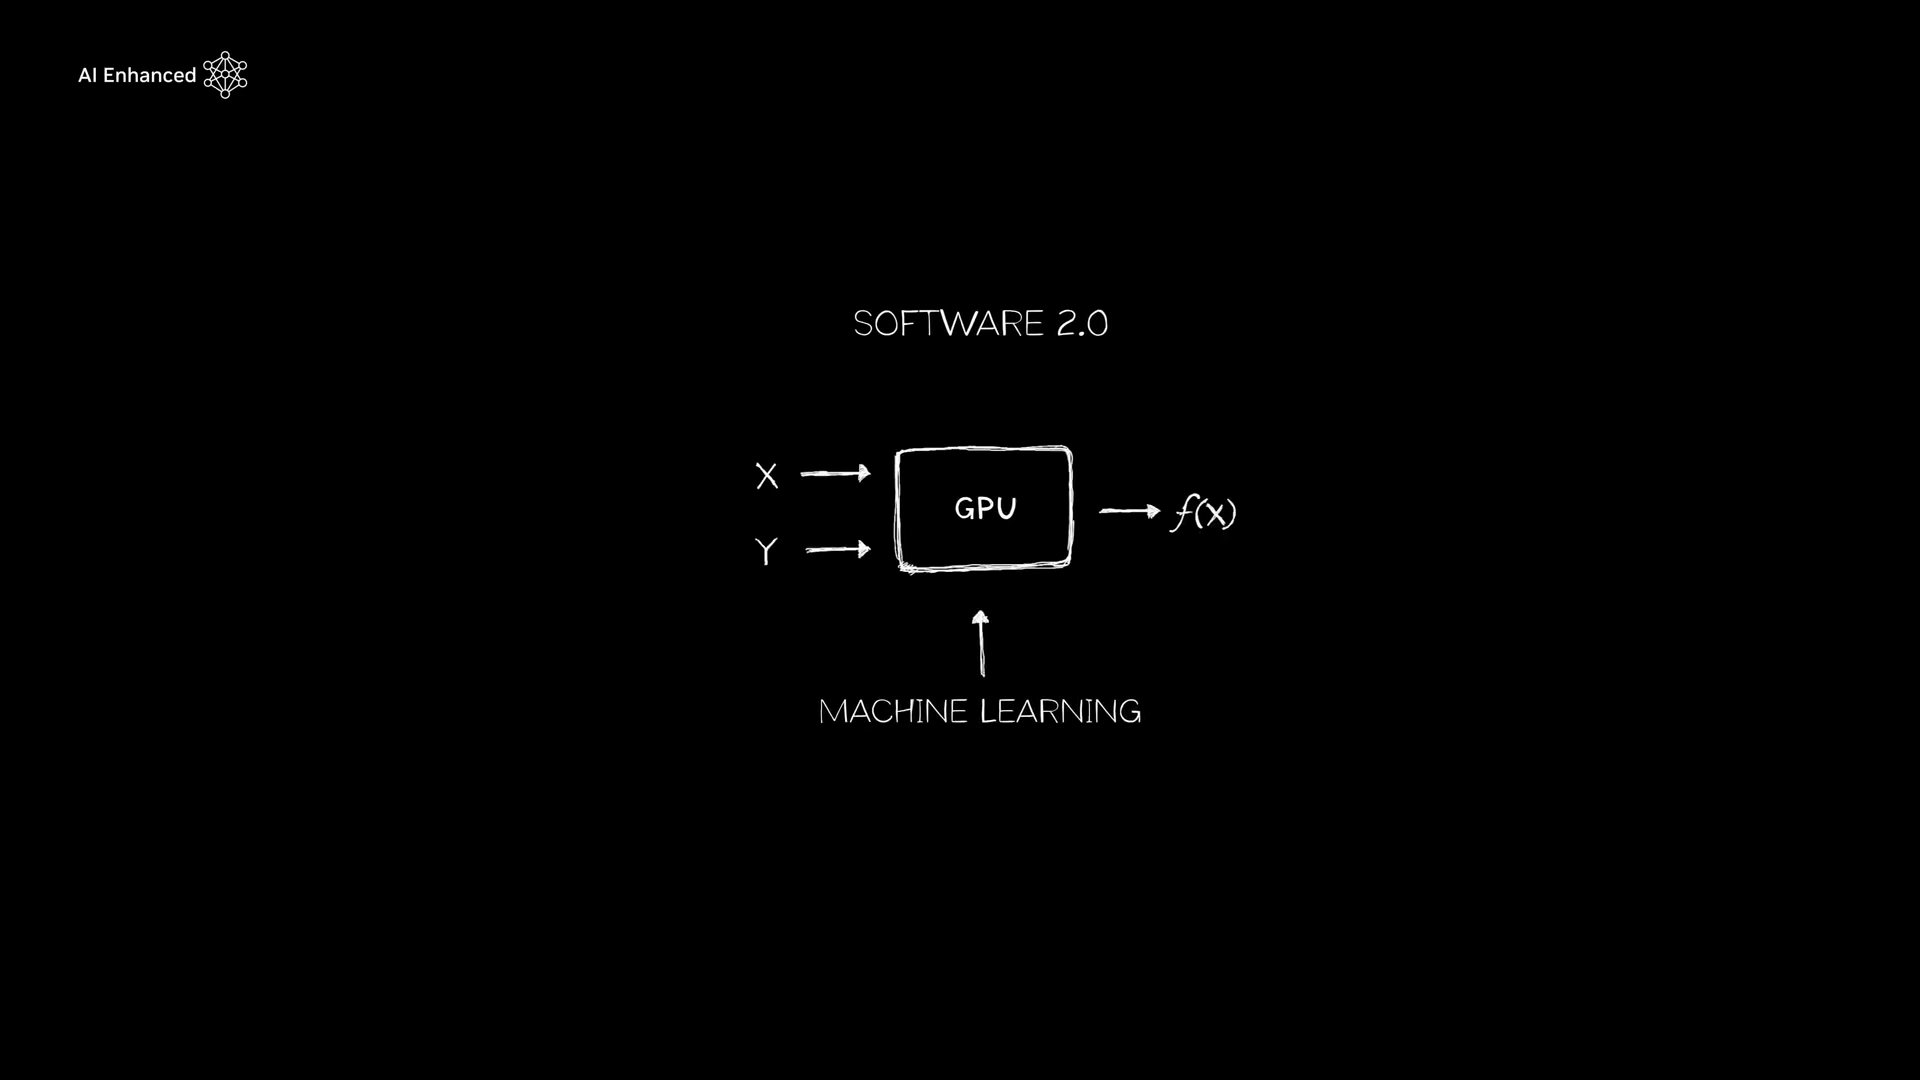 AI Enhanced
SOFTWARE 2.0
X
GPU
f(x)
Y
MACHINE LEARNING